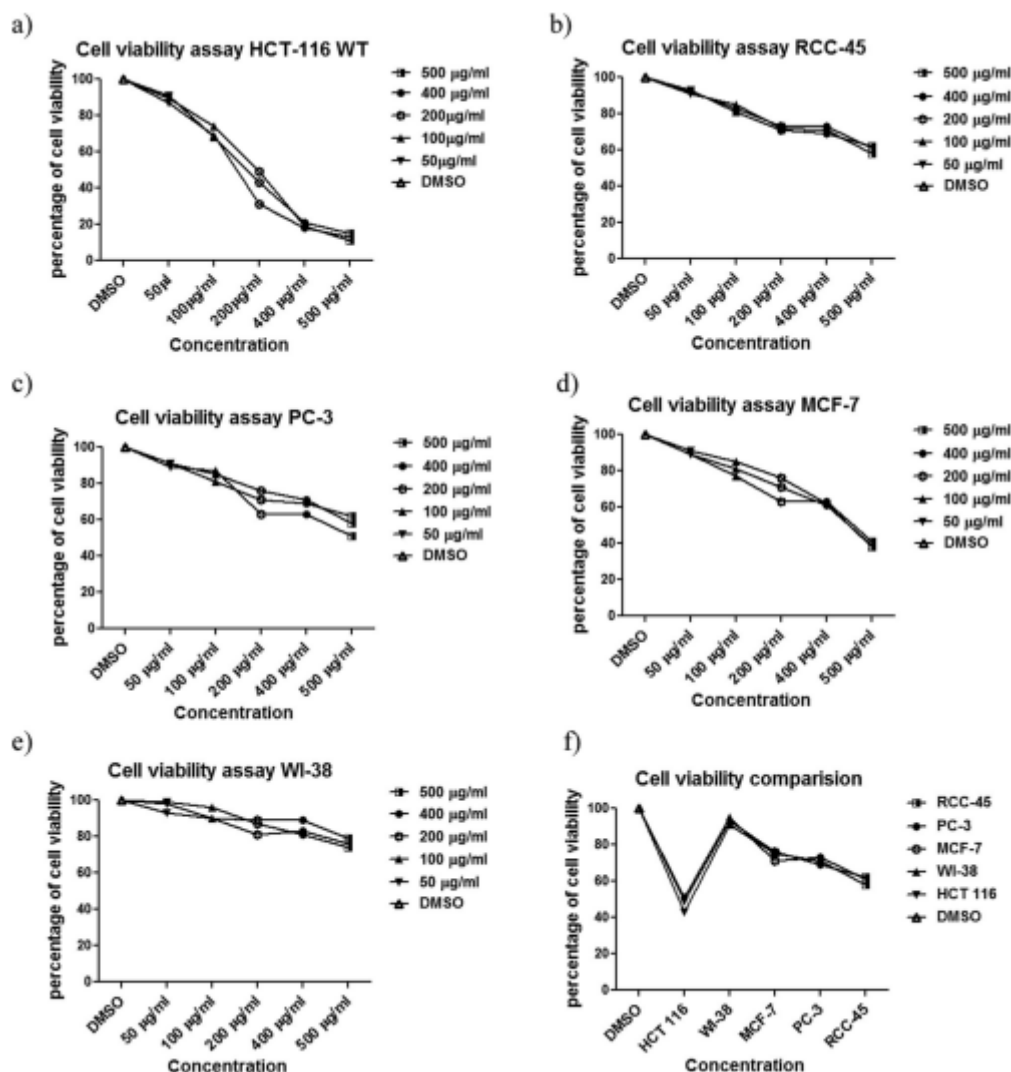 a)
Cell viability assay HCT-116 WT
percentage of cell viability
100
80
60
40
20
0
DMSO
50µl
100µg/ml
200µg/ml
400 µg/ml
500 µg/ml
Concentration
500 µg/ml
400 µg/ml
200µg/ml
100µg/ml
50µg/ml
DMSO
b)
Cell viability assay RCC-45
percentage of cell viability
100
80
60
40
20
0
DMSO
50 µg/ml
100 µg/ml
200 µg/ml
400 µg/ml
500 µg/ml
Concentration
500 µg/ml
400 µg/ml
200 µg/ml
100 µg/ml
50 µg/ml
DMSO
c)
Cell viability assay PC-3
percentage of cell viability
100
80
60
40
20
0
DMSO
50 µg/ml
100 µg/ml
200 µg/ml
400 µg/ml
500 µg/ml
Concentration
500 µg/ml
400 µg/ml
200 µg/ml
100 µg/ml
50 µg/ml
DMSO
d)
Cell viability assay MCF-7
percentage of cell viability
100
80
60
40
20
0
DMSO
50 µg/ml
100 µg/ml
200 µg/ml
400 µg/ml
500 µg/ml
Concentration
500 µg/ml
400 µg/ml
200 µg/ml
100 µg/ml
50 µg/ml
DMSO
e)
Cell viability assay WI-38
percentage of cell viability
100
80
60
40
20
0
DMSO
50 µg/ml
100 µg/ml
200 µg/ml
400 µg/ml
500 µg/ml
Concentration
500 µg/ml
400 µg/ml
200 µg/ml
100 µg/ml
50 µg/ml
DMSO
f)
Cell viability comparision
percentage of cell viability
100
80
60
40
20
0
DMSO
HCT 116
WI-38
MCF-7
PC-3
RCC-45
Concentration
RCC-45
PC-3
MCF-7
WI-38
HCT 116
DMSO